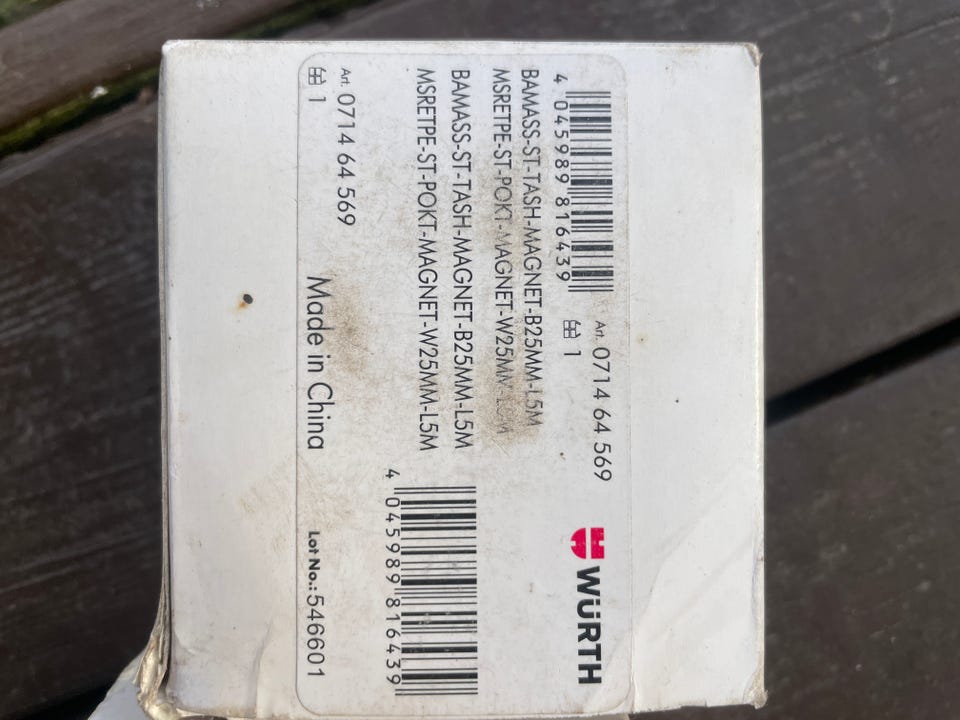 Art. 0714 64 569
1
WÜRTH
4 045989 816439
BAMASS-ST-TASH-MAGNET-B25MM-L5M
MSRETPE-ST-POKT-MAGNET-W25MM-L5M
BAMASS-ST-TASH-MAGNET-B25MM-L5M
MSRETPE-ST-POKT-MAGNET-W25MM-L5M
4 045989 816439
Art. 0714 64 569
1
Made in China
Lot No.: 546601